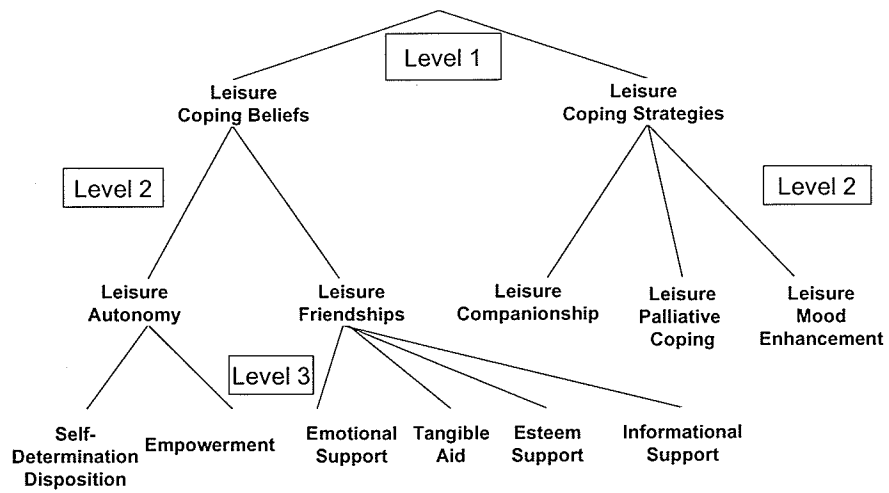 Level 1
Leisure
Coping Beliefs
Leisure
Coping Strategies
Level 2
Level 2
Leisure
Autonomy
Leisure
Friendships
Leisure
Companionship
Leisure
Palliative
Coping
Leisure
Mood
Enhancement
Level 3
Self-
Determination
Disposition
Empowerment
Emotional
Support
Tangible
Aid
Esteem
Support
Informational
Support